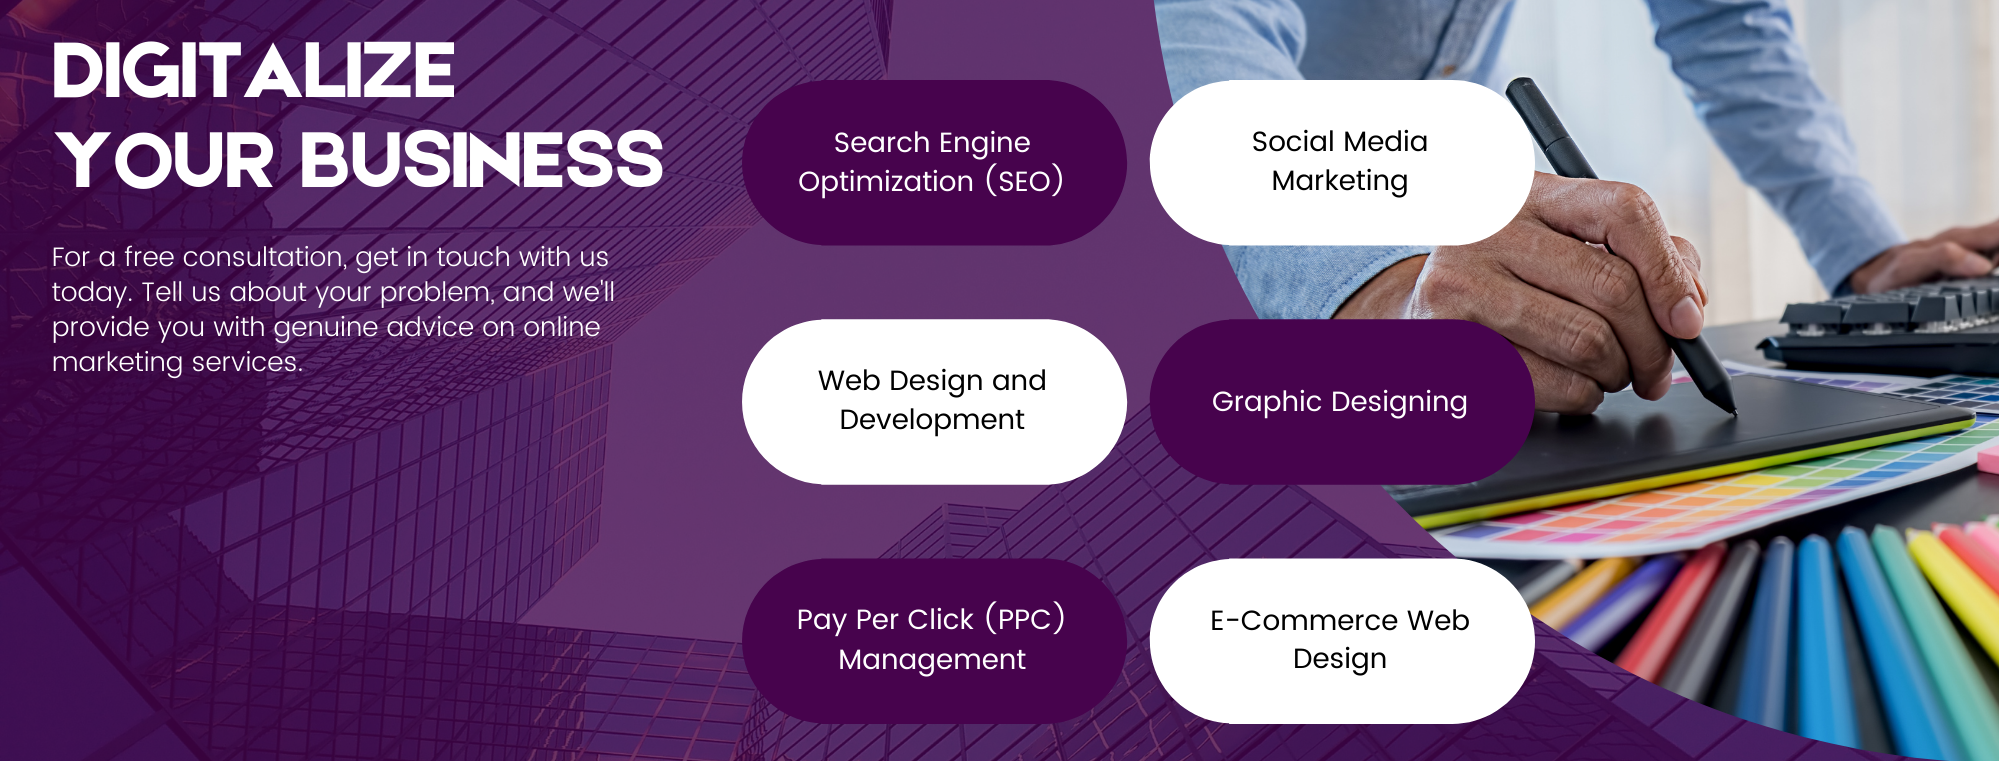 DIGITALIZE
YOUR BUSINESS
For a free consultation, get in touch with us
today. Tell us about your problem, and we'll
provide you with genuine advice on online
marketing services.
Search Engine
Optimization (SEO)
Social Media
Marketing
Web Design and
Development
Graphic Designing
Pay Per Click (PPC)
Management
E-Commerce Web
Design